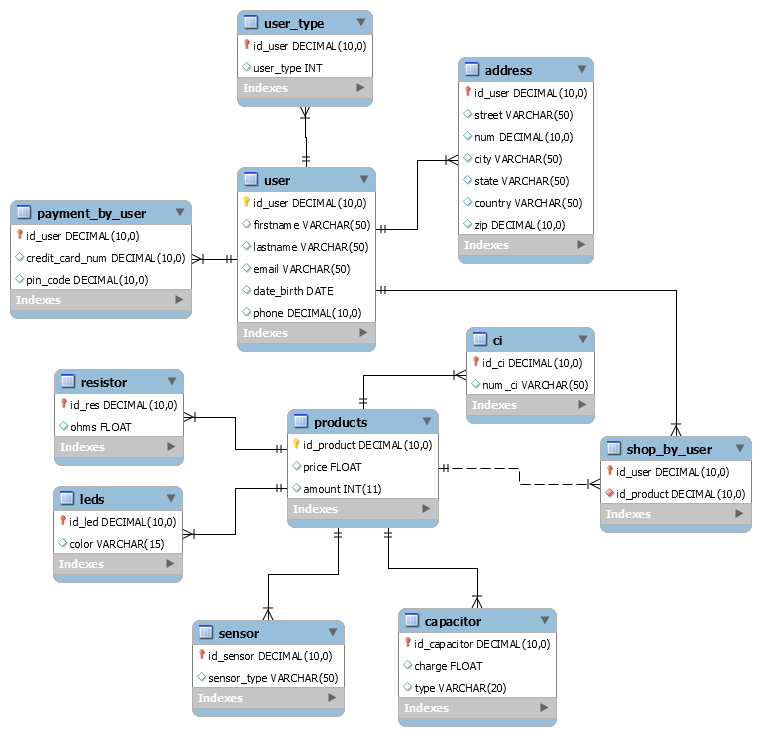 user_type
id_user DECIMAL(10,0)
user_type INT
Indexes
address
id_user DECIMAL(10,0)
street VARCHAR(50)
num DECIMAL(10,0)
city VARCHAR(50)
state VARCHAR(50)
country VARCHAR(50)
zip DECIMAL(10,0)
Indexes
user
id_user DECIMAL(10,0)
firstname VARCHAR(50)
lastname VARCHAR(50)
email VARCHAR(50)
date_birth DATE
phone DECIMAL(10,0)
Indexes
payment_by_user
id_user DECIMAL(10,0)
credit_card_num DECIMAL(10,0)
pin_code DECIMAL(10,0)
Indexes
ci
id_ci DECIMAL(10,0)
num_ci VARCHAR(50)
Indexes
resistor
id_res DECIMAL(10,0)
ohms FLOAT
Indexes
products
id_product DECIMAL(10,0)
price FLOAT
amount INT(11)
Indexes
shop_by_user
id_user DECIMAL(10,0)
id_product DECIMAL(10,0)
Indexes
leds
id_led DECIMAL(10,0)
color VARCHAR(15)
Indexes
sensor
id_sensor DECIMAL(10,0)
sensor_type VARCHAR(50)
Indexes
capacitor
id_capacitor DECIMAL(10,0)
charge FLOAT
type VARCHAR(20)
Indexes